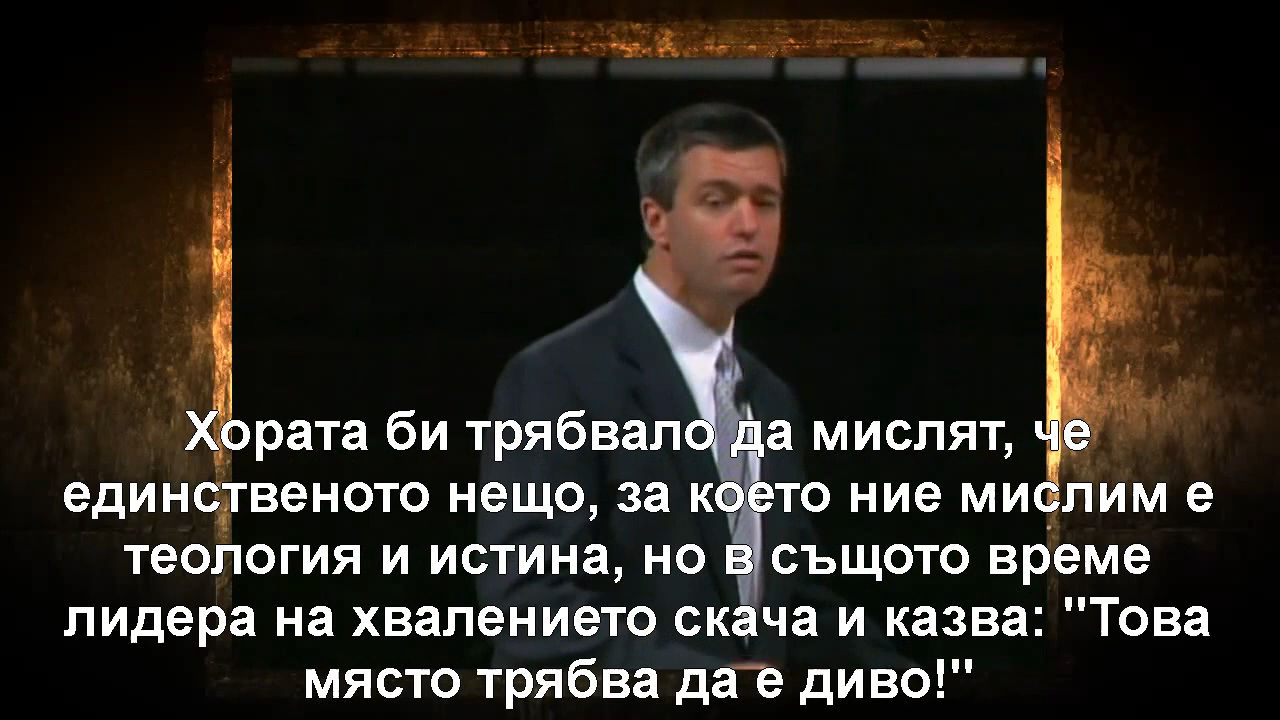 Хората би трябвало да мислят, че
единственото нещо, за което ние мислим е
теология и истина, но в същото време
лидера на хвалението скача и казва: "Това
място трябва да е диво!"